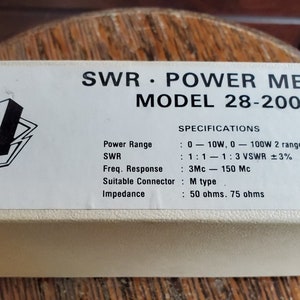 SWR · POWER ME
MODEL 28-200
SPECIFICATIONS
Power Range : 0 — 10W, 0 — 100W 2 range
SWR : 1 : 1 — 1 : 3 VSWR ±3%
Freq. Response : 3Mc — 150 Mc
Suitable Connector : M type
Impedance : 50 ohms. 75 ohms